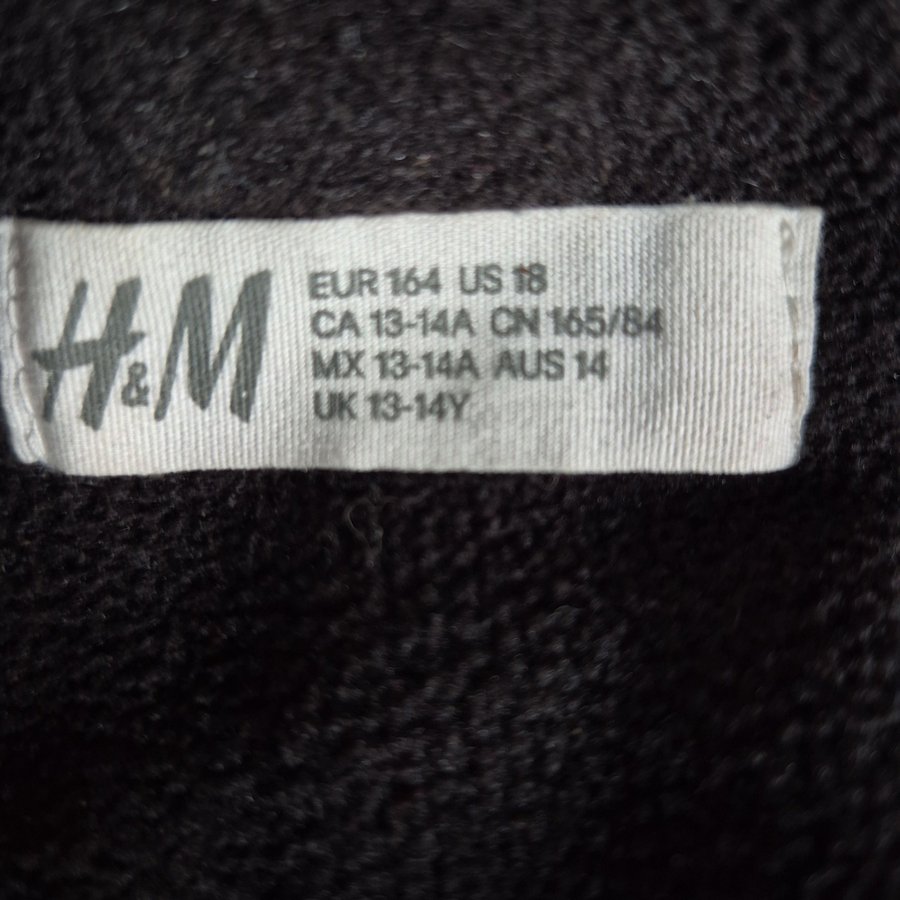 H&M
EUR 164 US 18
CA 13-14A CN 165/84
MX 13-14A AUS 14
UK 13-14Y